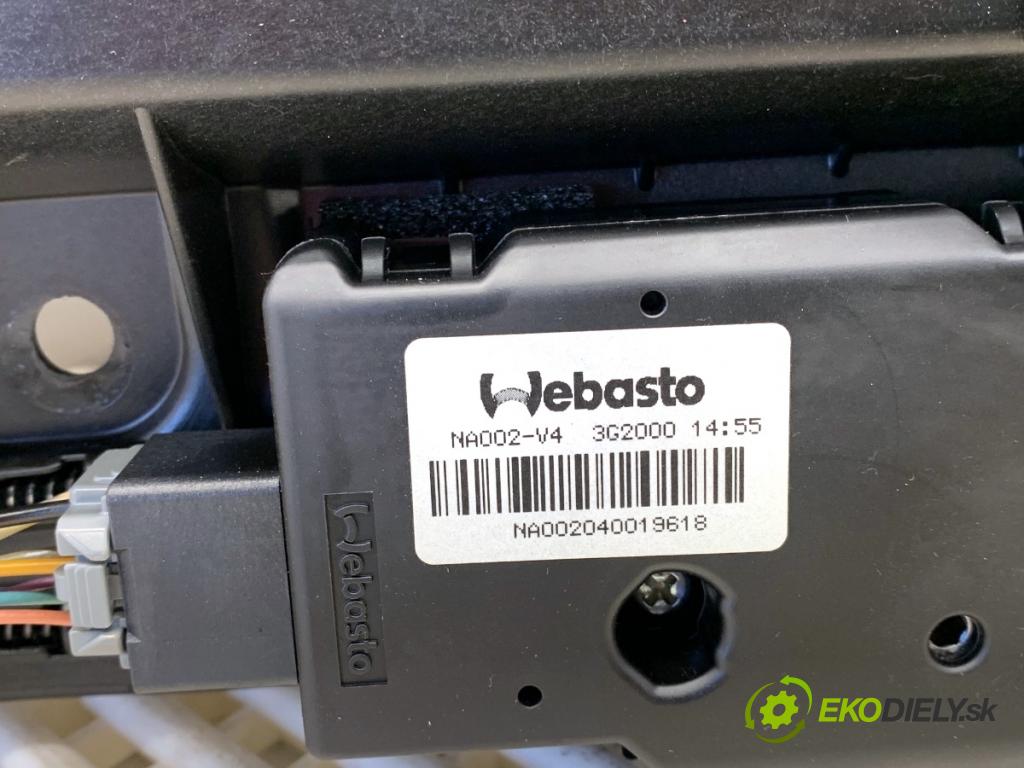 Webasto
NA002-V4 3G2000 14:55
NA002040019618
Webasto
EKODIELY.sk